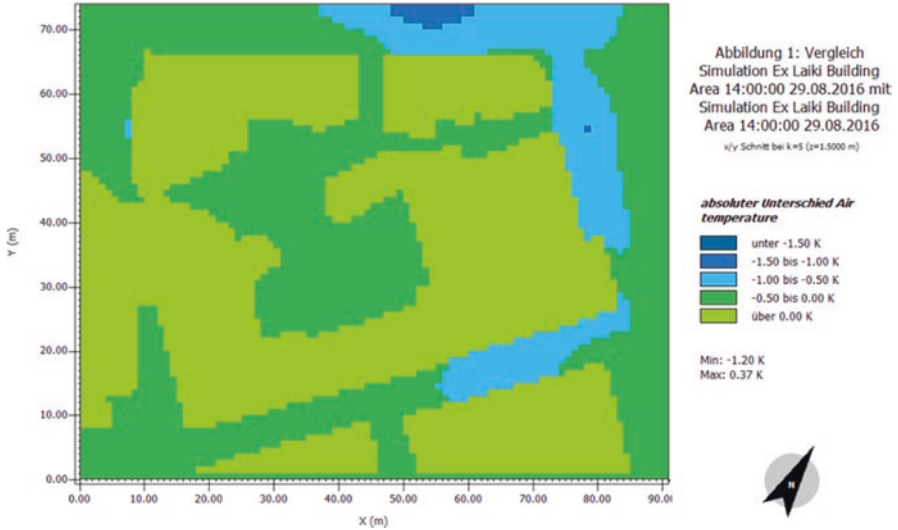 70.00
60.00
50.00
40.00
30.00
20.00
10.00
0.00
Y (m)
0.00 10.00 20.00 30.00 40.00 50.00 60.00 70.00 80.00 90.0
X (m)
Abbildung 1: Vergleich
Simulation Ex Laiki Building
Area 14:00:00 29.08.2016 mit
Simulation Ex Laiki Building
Area 14:00:00 29.08.2016
x/y Schnitt bei k=5 (z=1.5000 m)
absoluter Unterschied Air
temperature
unter -1.50 K
-1.50 bis -1.00 K
-1.00 bis -0.50 K
-0.50 bis 0.00 K
über 0.00 K
Min: -1.20 K
Max: 0.37 K
N